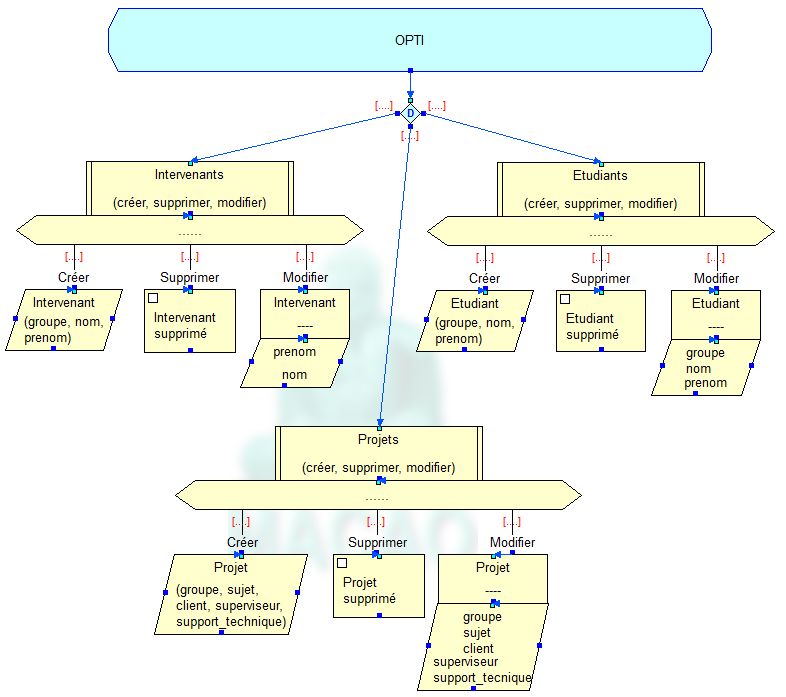 OPTI
[....]
D
[....]
[....]
Intervenants
(créer, supprimer, modifier)
......
[....]
[....]
[....]
Créer
Supprimer
Modifier
Intervenant
(groupe, nom,
prenom)
Intervenant
supprimé
Intervenant
----
prenom
nom
Etudiants
(créer, supprimer, modifier)
......
[....]
[....]
[....]
Créer
Supprimer
Modifier
Etudiant
(groupe, nom,
prenom)
Etudiant
supprimé
Etudiant
----
groupe
nom
prenom
Projets
(créer, supprimer, modifier)
......
[....]
[....]
[....]
Créer
Supprimer
Modifier
Projet
(groupe, sujet,
client, superviseur,
support_technique)
Projet
supprimé
Projet
----
groupe
sujet
client
superviseur
support_tecnique
MACAO